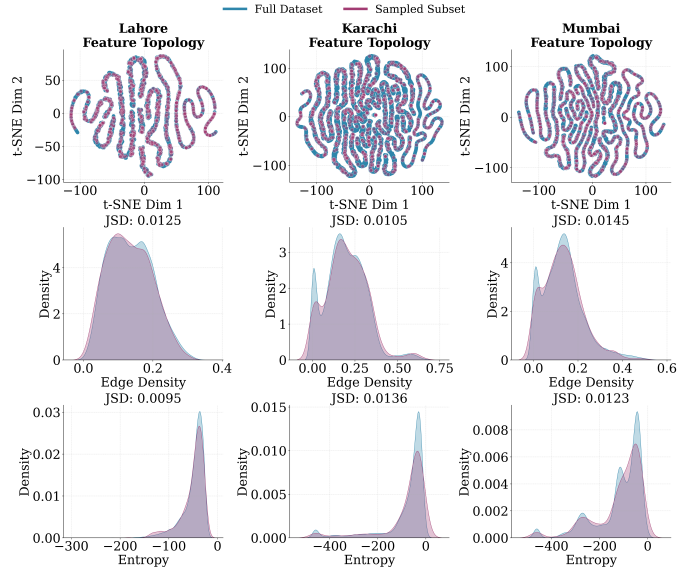 Full Dataset Sampled Subset
Lahore
Feature Topology
Karachi
Feature Topology
Mumbai
Feature Topology
t-SNE Dim 2
50
0
−50
−100
−100 0 100
t-SNE Dim 1
t-SNE Dim 2
100
0
−100
−100 0 100
t-SNE Dim 1
t-SNE Dim 2
100
0
−100
−100 0 100
t-SNE Dim 1
JSD: 0.0125
Density
4
2
0
0.0 0.2 0.4
Edge Density
JSD: 0.0105
Density
3
2
1
0
0.00 0.25 0.50 0.75
Edge Density
JSD: 0.0145
Density
4
2
0
0.0 0.2 0.4 0.6
Edge Density
JSD: 0.0095
Density
0.03
0.02
0.01
0.00
−300 −200 −100 0
Entropy
JSD: 0.0136
Density
0.015
0.010
0.005
0.000
−400 −200 0
Entropy
JSD: 0.0123
Density
0.008
0.006
0.004
0.002
0.000
−400 −200 0
Entropy